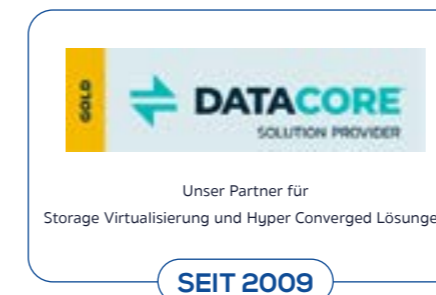 GOLD
DATACORE
SOLUTION PROVIDER
Unser Partner für
Storage Virtualisierung und Hyper Converged Lösunge
SEIT 2009